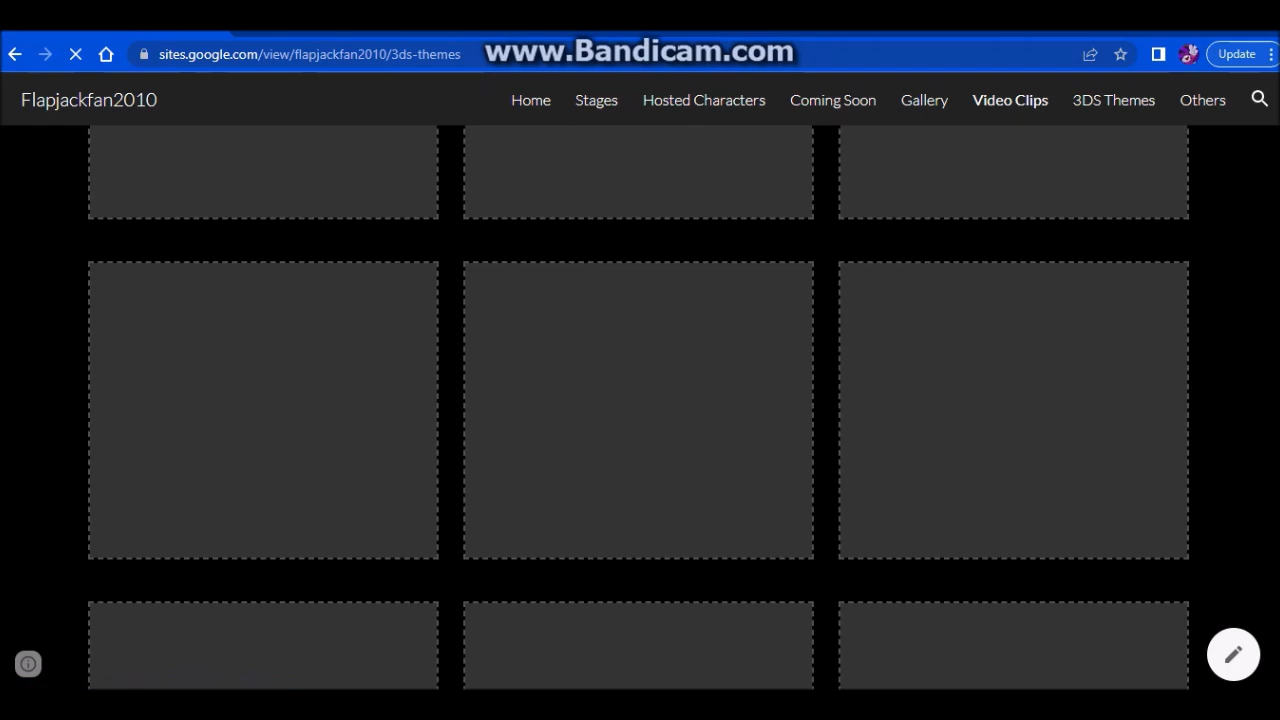 www.Bandicam.com
sites.google.com/view/flapjackfan2010/3ds-themes
Update
Flapjackfan2010
Home
Stages
Hosted Characters
Coming Soon
Gallery
Video Clips
3DS Themes
Others